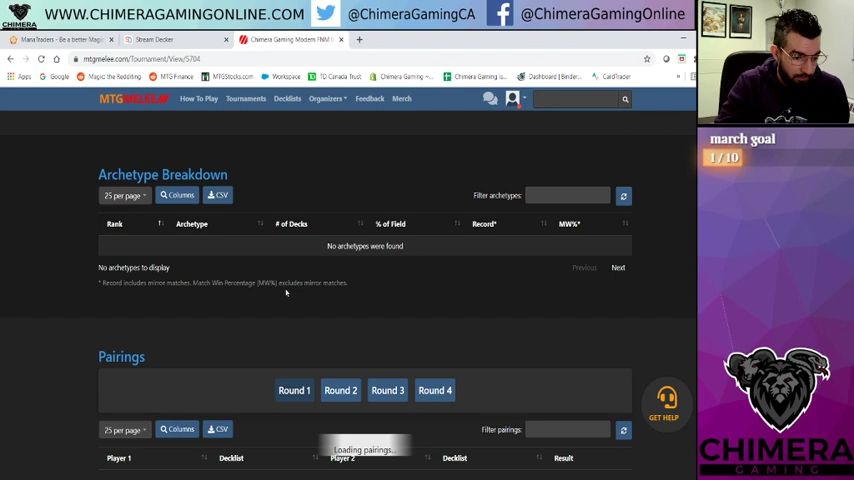 WWW.CHIMERAGAMINGONLINE.COM @ChimeraGamingCA @ChimeraGamingOnline
ManaTraders - Be a better Magic Stream Decker Chimera Gaming Modern FNM
mtgmelee.com/Tournament/View/5704
Apps Google Magic the Redditing MTG Finance MTGStocks.com Workspace TD Canada Trust Chimera Gaming Chimera Gaming is... Dashboard | Binder... CardTrader
MTGMELEE How To Play Tournaments Decklists Organizers Feedback Merch
march goal
1/10
Archetype Breakdown
25 per page Columns CSV Filter archetypes:
Rank Archetype # of Decks % of Field Record* MW%*
No archetypes were found
No archetypes to display Previous Next
* Record includes mirror matches. Match Win Percentage (MW%) excludes mirror matches.
Pairings
Round 1 Round 2 Round 3 Round 4
GET HELP
25 per page Columns CSV Filter pairings:
Loading pairings...
Player 1 Decklist Player 2 Decklist Result
CHIMERA
GAMING